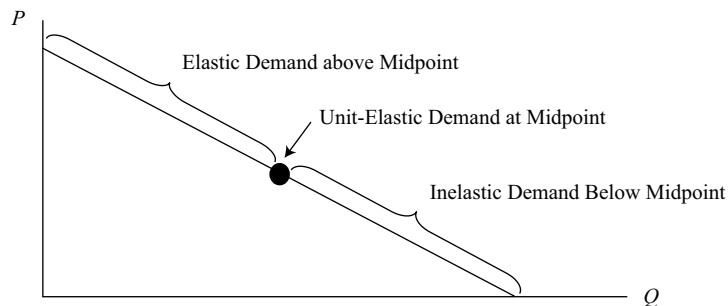 P
Elastic Demand above Midpoint
Unit-Elastic Demand at Midpoint
Inelastic Demand Below Midpoint
Q